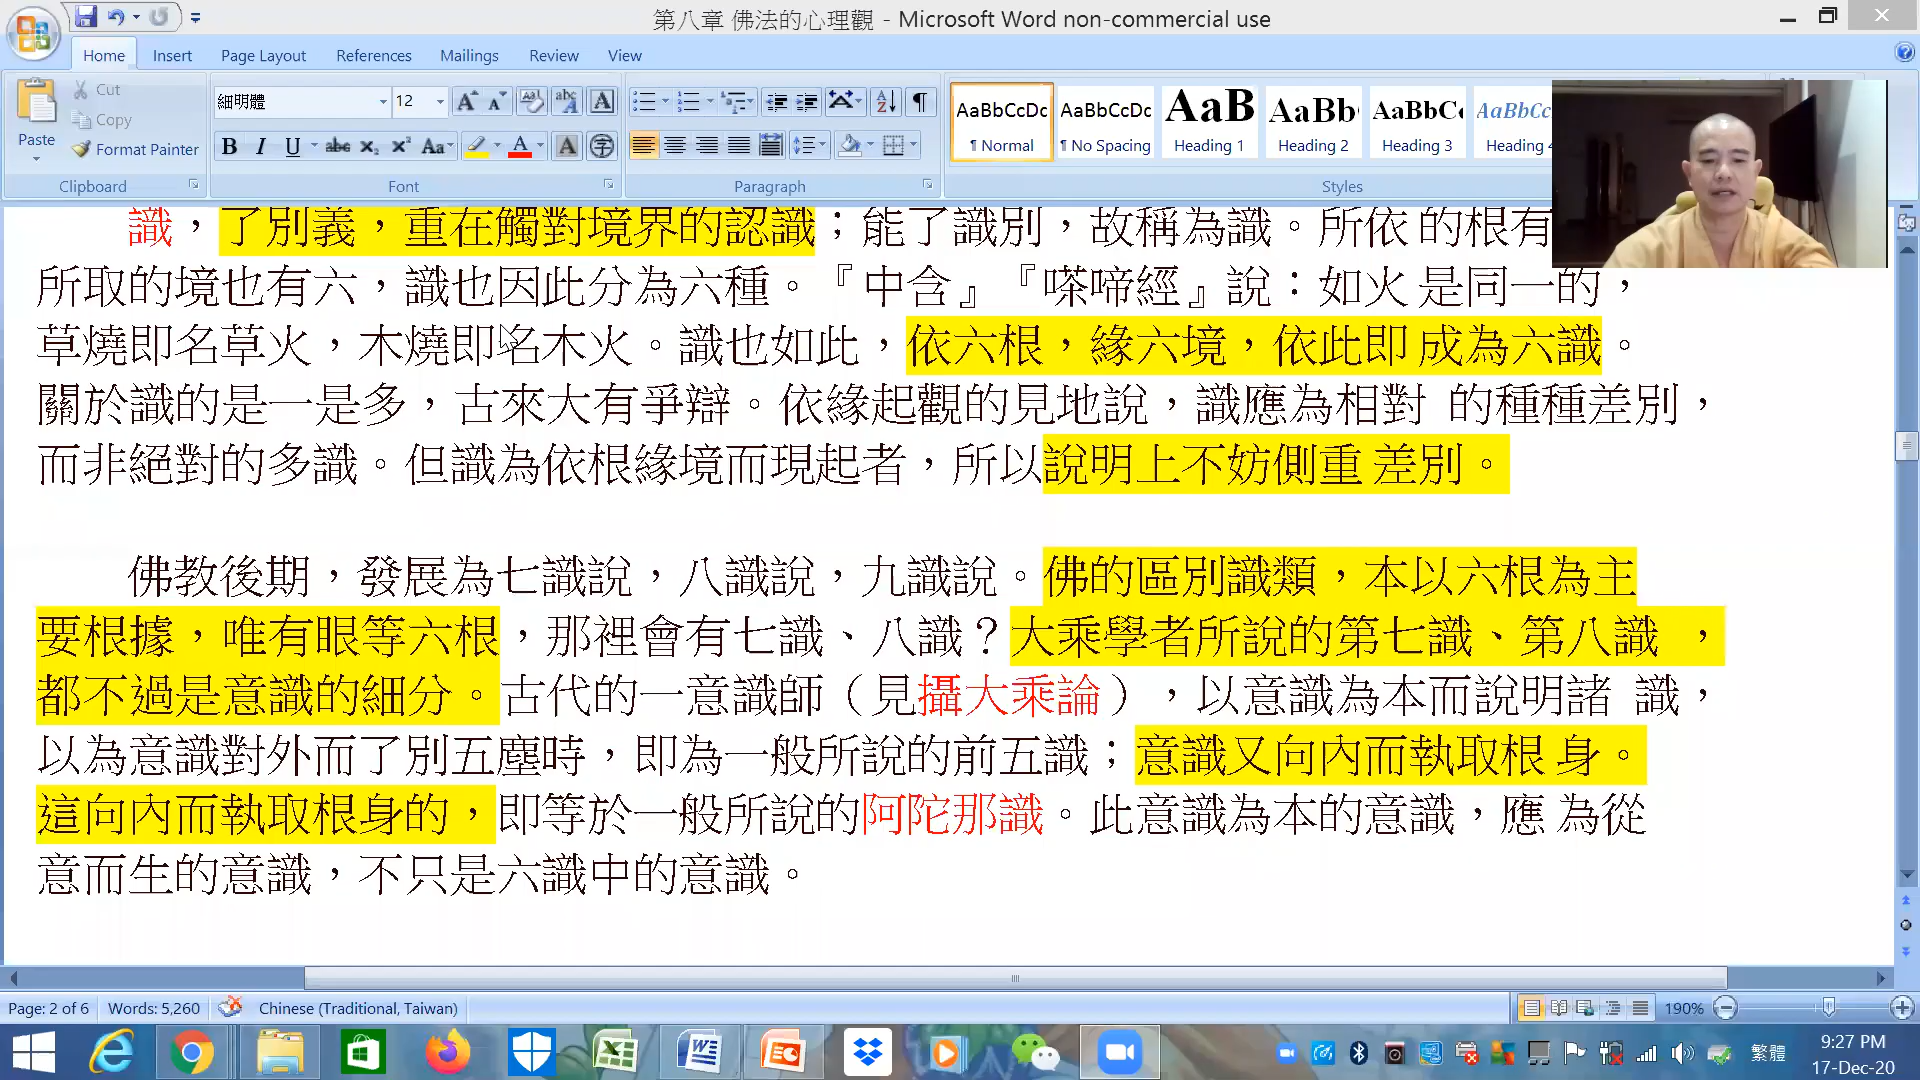 第八章 佛法的心理觀 - Microsoft Word non-commercial use
Home Insert Page Layout References Mailings Review View
Paste
Cut
Copy
Format Painter
Clipboard
細明體 12
Font
Paragraph
AaBbCcDc AaBbCcDc AaB AaBb AaBbC AaBbCc
¶ Normal ¶ No Spacing Heading 1 Heading 2 Heading 3 Heading
Styles
識，了別義，重在觸對境界的認識；能了識別，故稱為識。所依 的根有
所取的境也有六，識也因此分為六種。『中含』『嗏啼經』說：如火 是同一的，
草燒即名草火，木燒即名木火。識也如此，依六根，緣六境，依此即 成為六識。
關於識的是一是多，古來大有爭辯。依緣起觀的見地說，識應為相對 的種種差別，
而非絕對的多識。但識為依根緣境而現起者，所以說明上不妨側重 差別。
佛教後期，發展為七識說，八識說，九識說。佛的區別識類，本以六根為主
要根據，唯有眼等六根，那裡會有七識、八識？大乘學者所說的第七識、第八識 ，
都不過是意識的細分。古代的一意識師（見攝大乘論），以意識為本而說明諸 識，
以為意識對外而了別五塵時，即為一般所說的前五識；意識又向內而執取根 身。
這向內而執取根身的，即等於一般所說的阿陀那識。此意識為本的意識，應 為從
意而生的意識，不只是六識中的意識。
Page: 2 of 6 Words: 5,260 Chinese (Traditional, Taiwan) 190%
繁體
9:27 PM
17-Dec-20